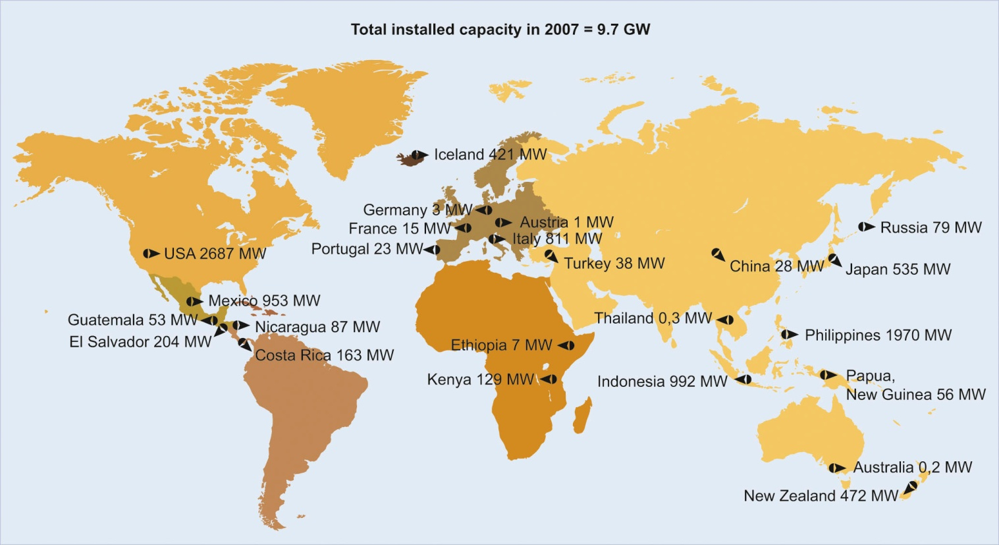 Total installed capacity in 2007 = 9.7 GW
Iceland 421 MW
Germany 3 MW
Austria 1 MW
France 15 MW
Italy 811 MW
Russia 79 MW
Portugal 23 MW
USA 2687 MW
Turkey 38 MW
China 28 MW
Japan 535 MW
Mexico 953 MW
Guatemala 53 MW
Nicaragua 87 MW
Thailand 0,3 MW
El Salvador 204 MW
Philippines 1970 MW
Ethiopia 7 MW
Costa Rica 163 MW
Kenya 129 MW
Indonesia 992 MW
Papua,
New Guinea 56 MW
Australia 0,2 MW
New Zealand 472 MW